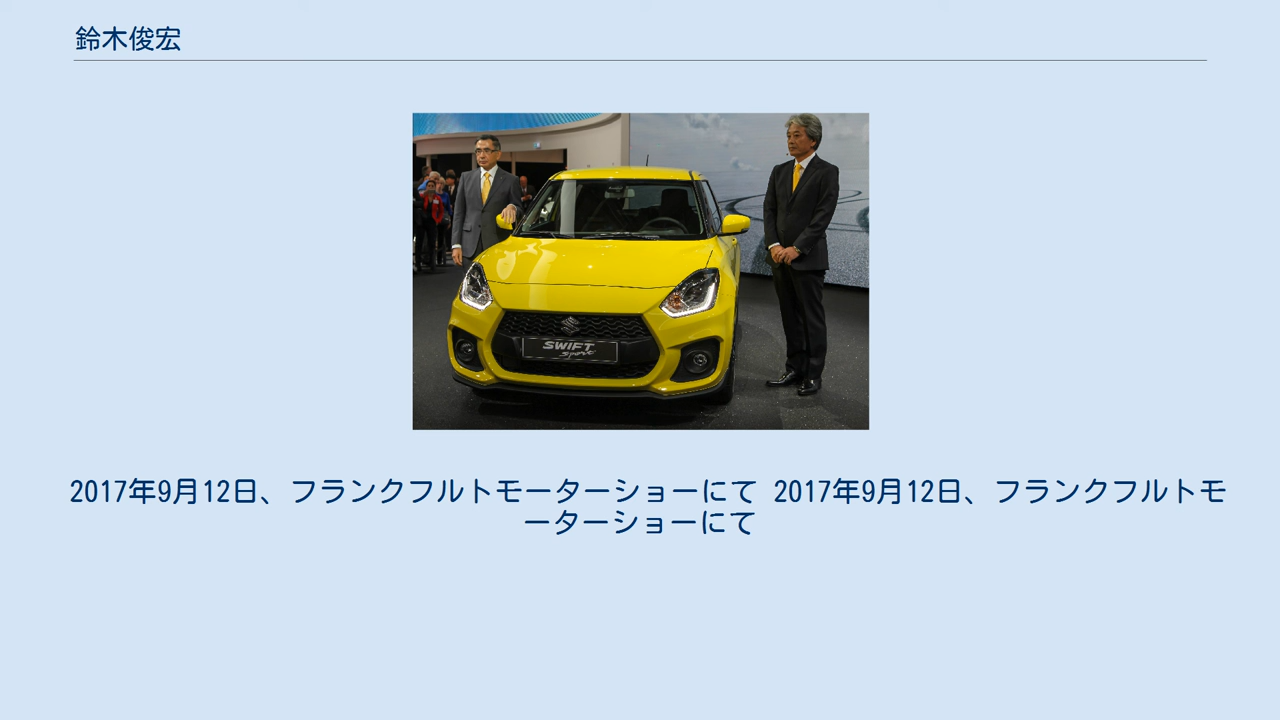 鈴木俊宏
SWIFT
sport
2017年9月12日、フランクフルトモーターショーにて 2017年9月12日、フランクフルトモ
ーターショーにて